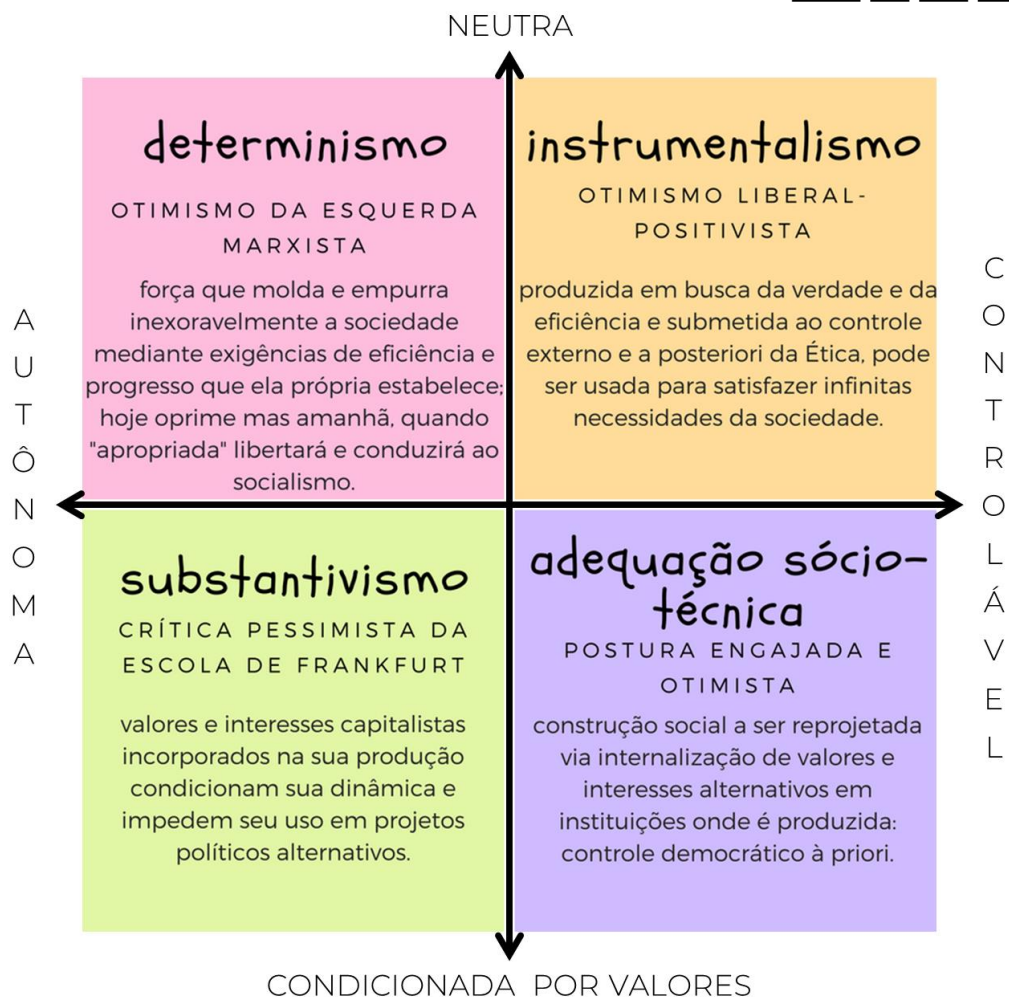 NEUTRA
determinismo
OTIMISMO DA ESQUERDA
MARXISTA
força que molda e empurra
inexoravelmente a sociedade
mediante exigências de eficiência e
progresso que ela própria estabelece;
hoje oprime mas amanhã, quando
"apropriada" libertará e conduzirá ao
socialismo.
instrumentalismo
OTIMISMO LIBERAL-
POSITIVISTA
produzida em busca da verdade e da
eficiência e submetida ao controle
externo e a posteriori da Ética, pode
ser usada para satisfazer infinitas
necessidades da sociedade.
AUTÔNOMA
CONTROLÁVEL
substantivismo
CRÍTICA PESSIMISTA DA
ESCOLA DE FRANKFURT
valores e interesses capitalistas
incorporados na sua produção
condicionam sua dinâmica e
impedem seu uso em projetos
políticos alternativos.
adequação sócio-
técnica
POSTURA ENGAJADA E
OTIMISTA
construção social a ser reprojetada
via internalização de valores e
interesses alternativos em
instituições onde é produzida:
controle democrático à priori.
CONDICIONADA POR VALORES